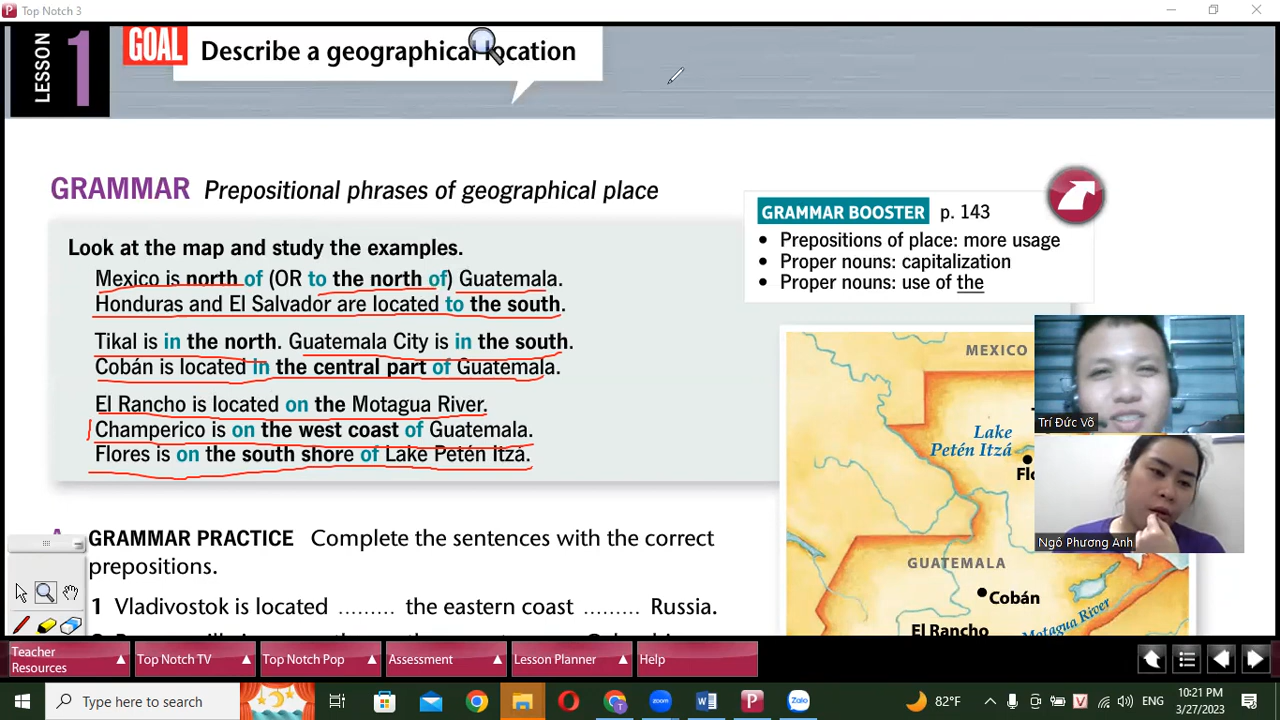 Top Notch 3
LESSON 1
GOAL
Describe a geographical location
GRAMMAR Prepositional phrases of geographical place
Look at the map and study the examples.
Mexico is north of (OR to the north of) Guatemala.
Honduras and El Salvador are located to the south.
Tikal is in the north. Guatemala City is in the south.
Cobán is located in the central part of Guatemala.
El Rancho is located on the Motagua River.
Champerico is on the west coast of Guatemala.
Flores is on the south shore of Lake Petén Itzá.
GRAMMAR BOOSTER p. 143
• Prepositions of place: more usage
• Proper nouns: capitalization
• Proper nouns: use of the
MEXICO
Lake
Petén Itzá
GUATEMALA
Cobán
El Rancho
Motagua River
Trí Đức Võ
Ngô Phương Anh
GRAMMAR PRACTICE Complete the sentences with the correct
prepositions.
1 Vladivostok is located ......... the eastern coast ......... Russia.
Teacher
Resources
Top Notch TV
Top Notch Pop
Assessment
Lesson Planner
Help
Type here to search
82°F
ENG
10:21 PM
3/27/2023